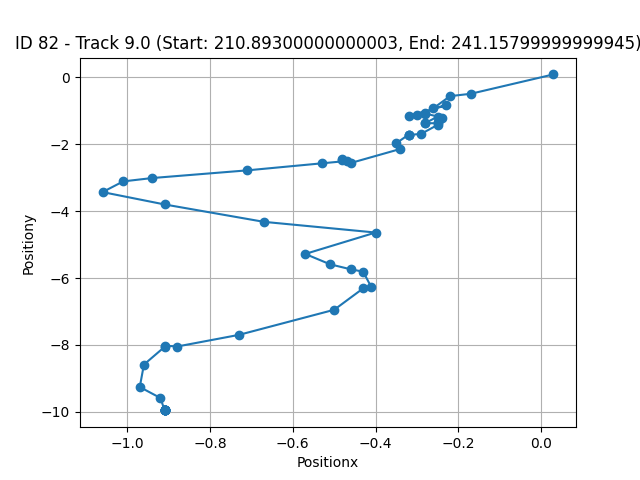 ID 82 - Track 9.0 (Start: 210.89300000000003, End: 241.15799999999945)
0
−2
−4
−6
−8
−10
Positiony
−1.0 −0.8 −0.6 −0.4 −0.2 0.0
Positionx